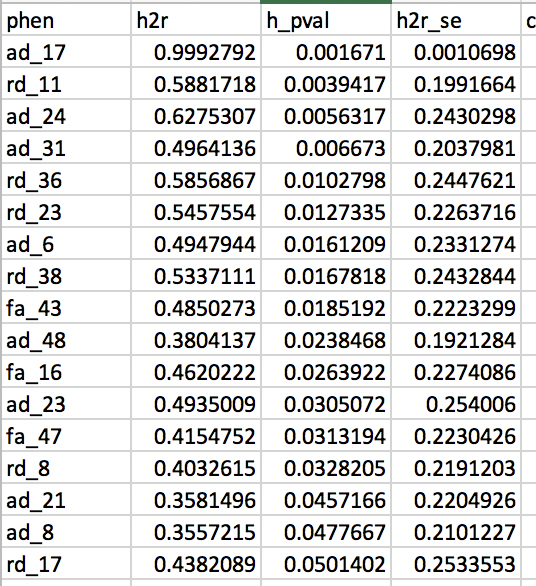 phen h2r h_pval h2r_se c
ad_17 0.9992792 0.001671 0.0010698
rd_11 0.5881718 0.0039417 0.1991664
ad_24 0.6275307 0.0056317 0.2430298
ad_31 0.4964136 0.006673 0.2037981
rd_36 0.5856867 0.0102798 0.2447621
rd_23 0.5457554 0.0127335 0.2263716
ad_6 0.4947944 0.0161209 0.2331274
rd_38 0.5337111 0.0167818 0.2432844
fa_43 0.4850273 0.0185192 0.2223299
ad_48 0.3804137 0.0238468 0.1921284
fa_16 0.4620222 0.0263922 0.2274086
ad_23 0.4935009 0.0305072 0.254006
fa_47 0.4154752 0.0313194 0.2230426
rd_8 0.4032615 0.0328205 0.2191203
ad_21 0.3581496 0.0457166 0.2204926
ad_8 0.3557215 0.0477667 0.2101227
rd_17 0.4382089 0.0501402 0.2533553